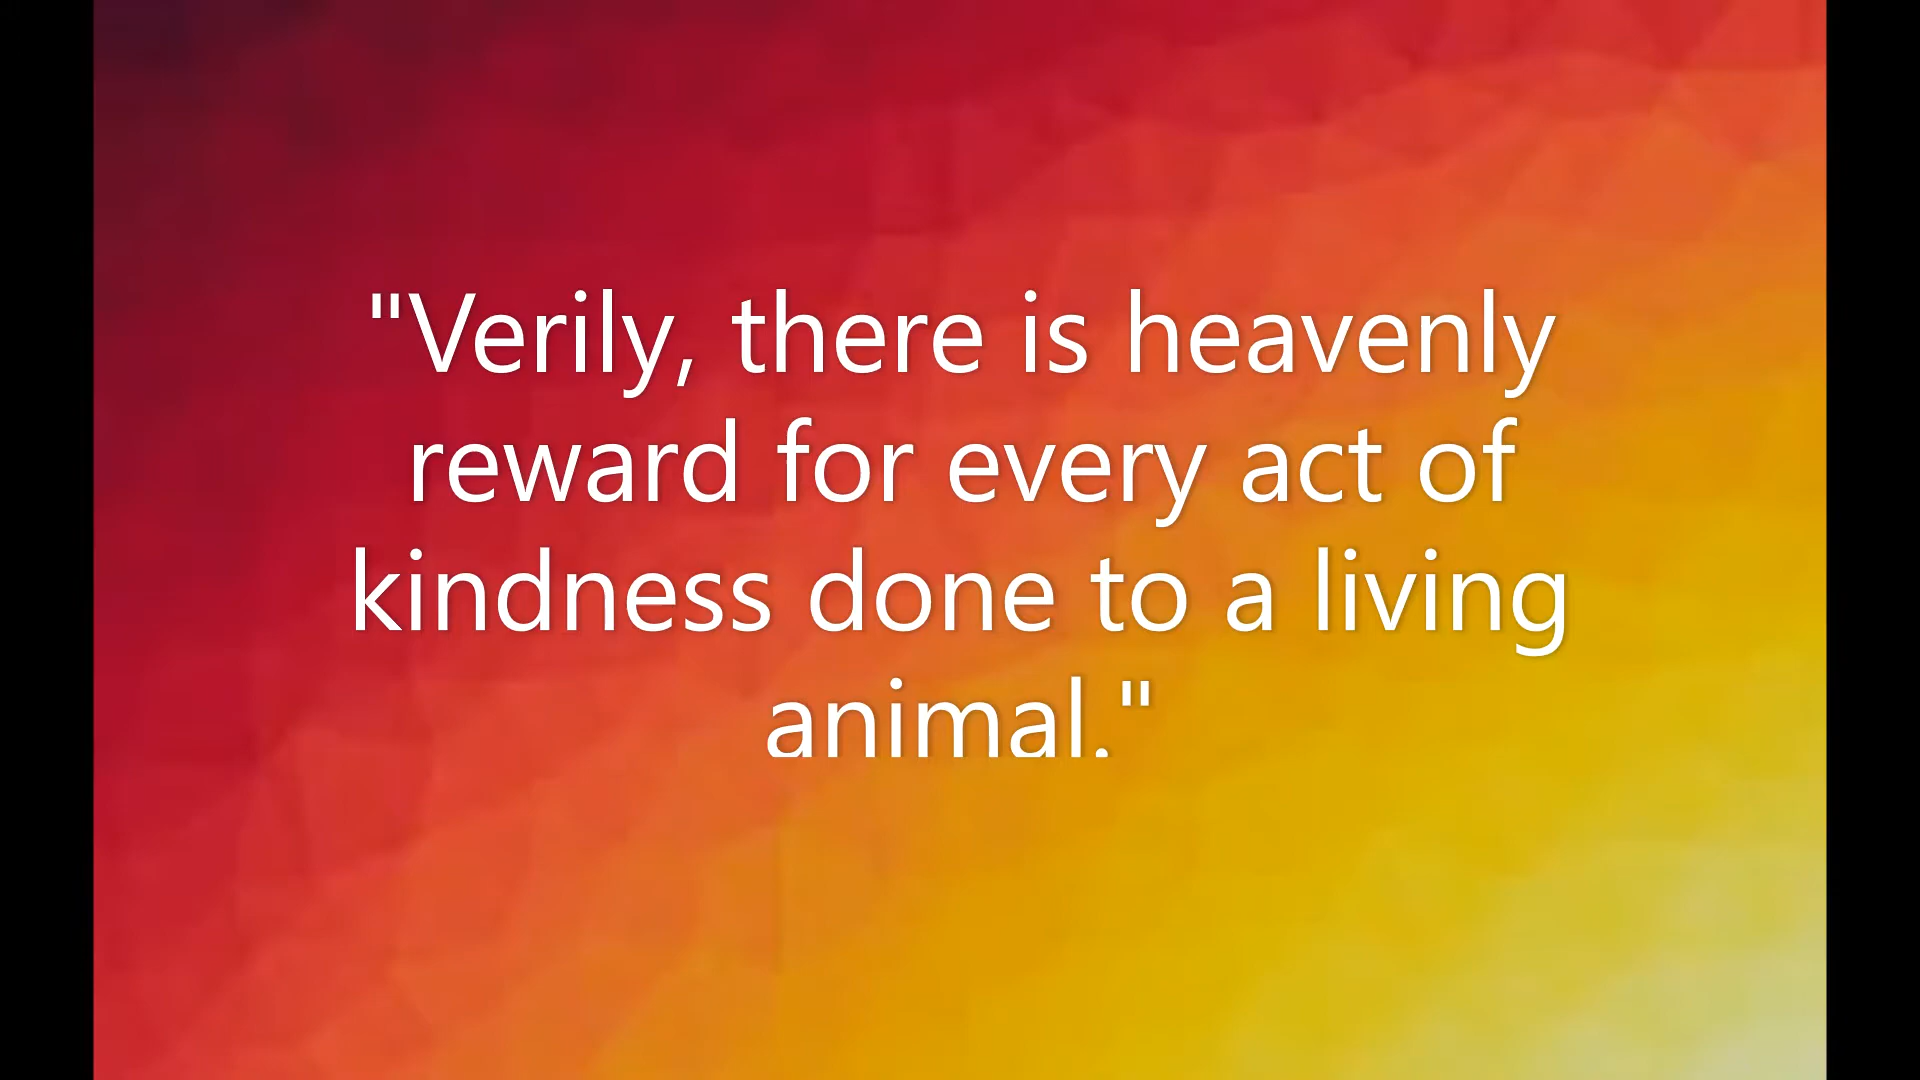 "Verily, there is heavenly
reward for every act of
kindness done to a living
animal."